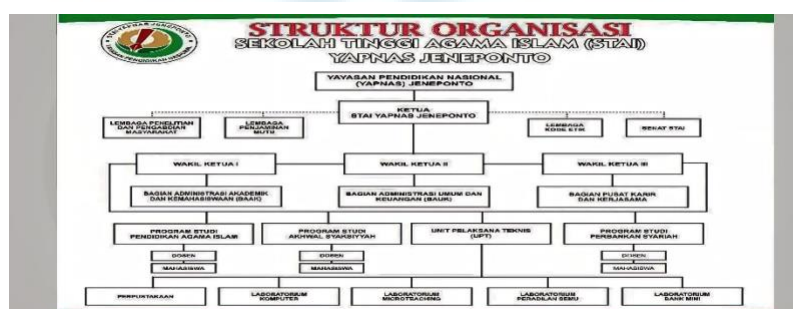 STRUKTUR ORGANISASI
SEKOLAH TINGGI AGAMA ISLAM (STAI)
YAPNAS JENEPONTO
YAYASAN PENDIDIKAN NASIONAL
(YAPNAS) JENEPONTO
KETUA
STAI YAPNAS JENEPONTO
LEMBAGA PENELITIAN
DAN PENGABDIAN
MASYARAKAT
LEMBAGA
PENJAMINAN
MUTU
LEMBAGA
KODE ETIK
SENAT STAI
WAKIL KETUA I
WAKIL KETUA II
WAKIL KETUA III
BAGIAN ADMINISTRASI AKADEMIK
DAN KEMAHASISWAAN (BAAK)
BAGIAN ADMINISTRASI UMUM DAN
KEUANGAN (BAUK)
BAGIAN PUSAT KARIR
DAN KERJASAMA
PROGRAM STUDI
PENDIDIKAN AGAMA ISLAM
PROGRAM STUDI
AKHWAL SYAKSIYYAH
UNIT PELAKSANA TEKNIS
(UPT)
PROGRAM STUDI
PERBANKAN SYARIAH
DOSEN
DOSEN
DOSEN
MAHASISWA
MAHASISWA
MAHASISWA
PERPUSTAKAAN
LABORATORIUM
KOMPUTER
LABORATORIUM
MICROTEACHING
LABORATORIUM
PERADILAN SEMU
LABORATORIUM
BANK MINI